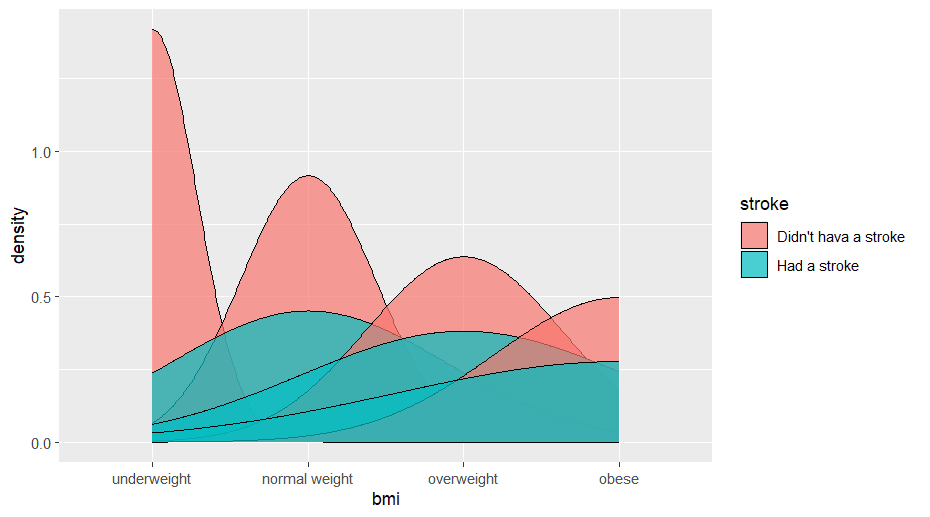 density
1.0
0.5
0.0
underweight
normal weight
overweight
obese
bmi
stroke
Didn't hava a stroke
Had a stroke